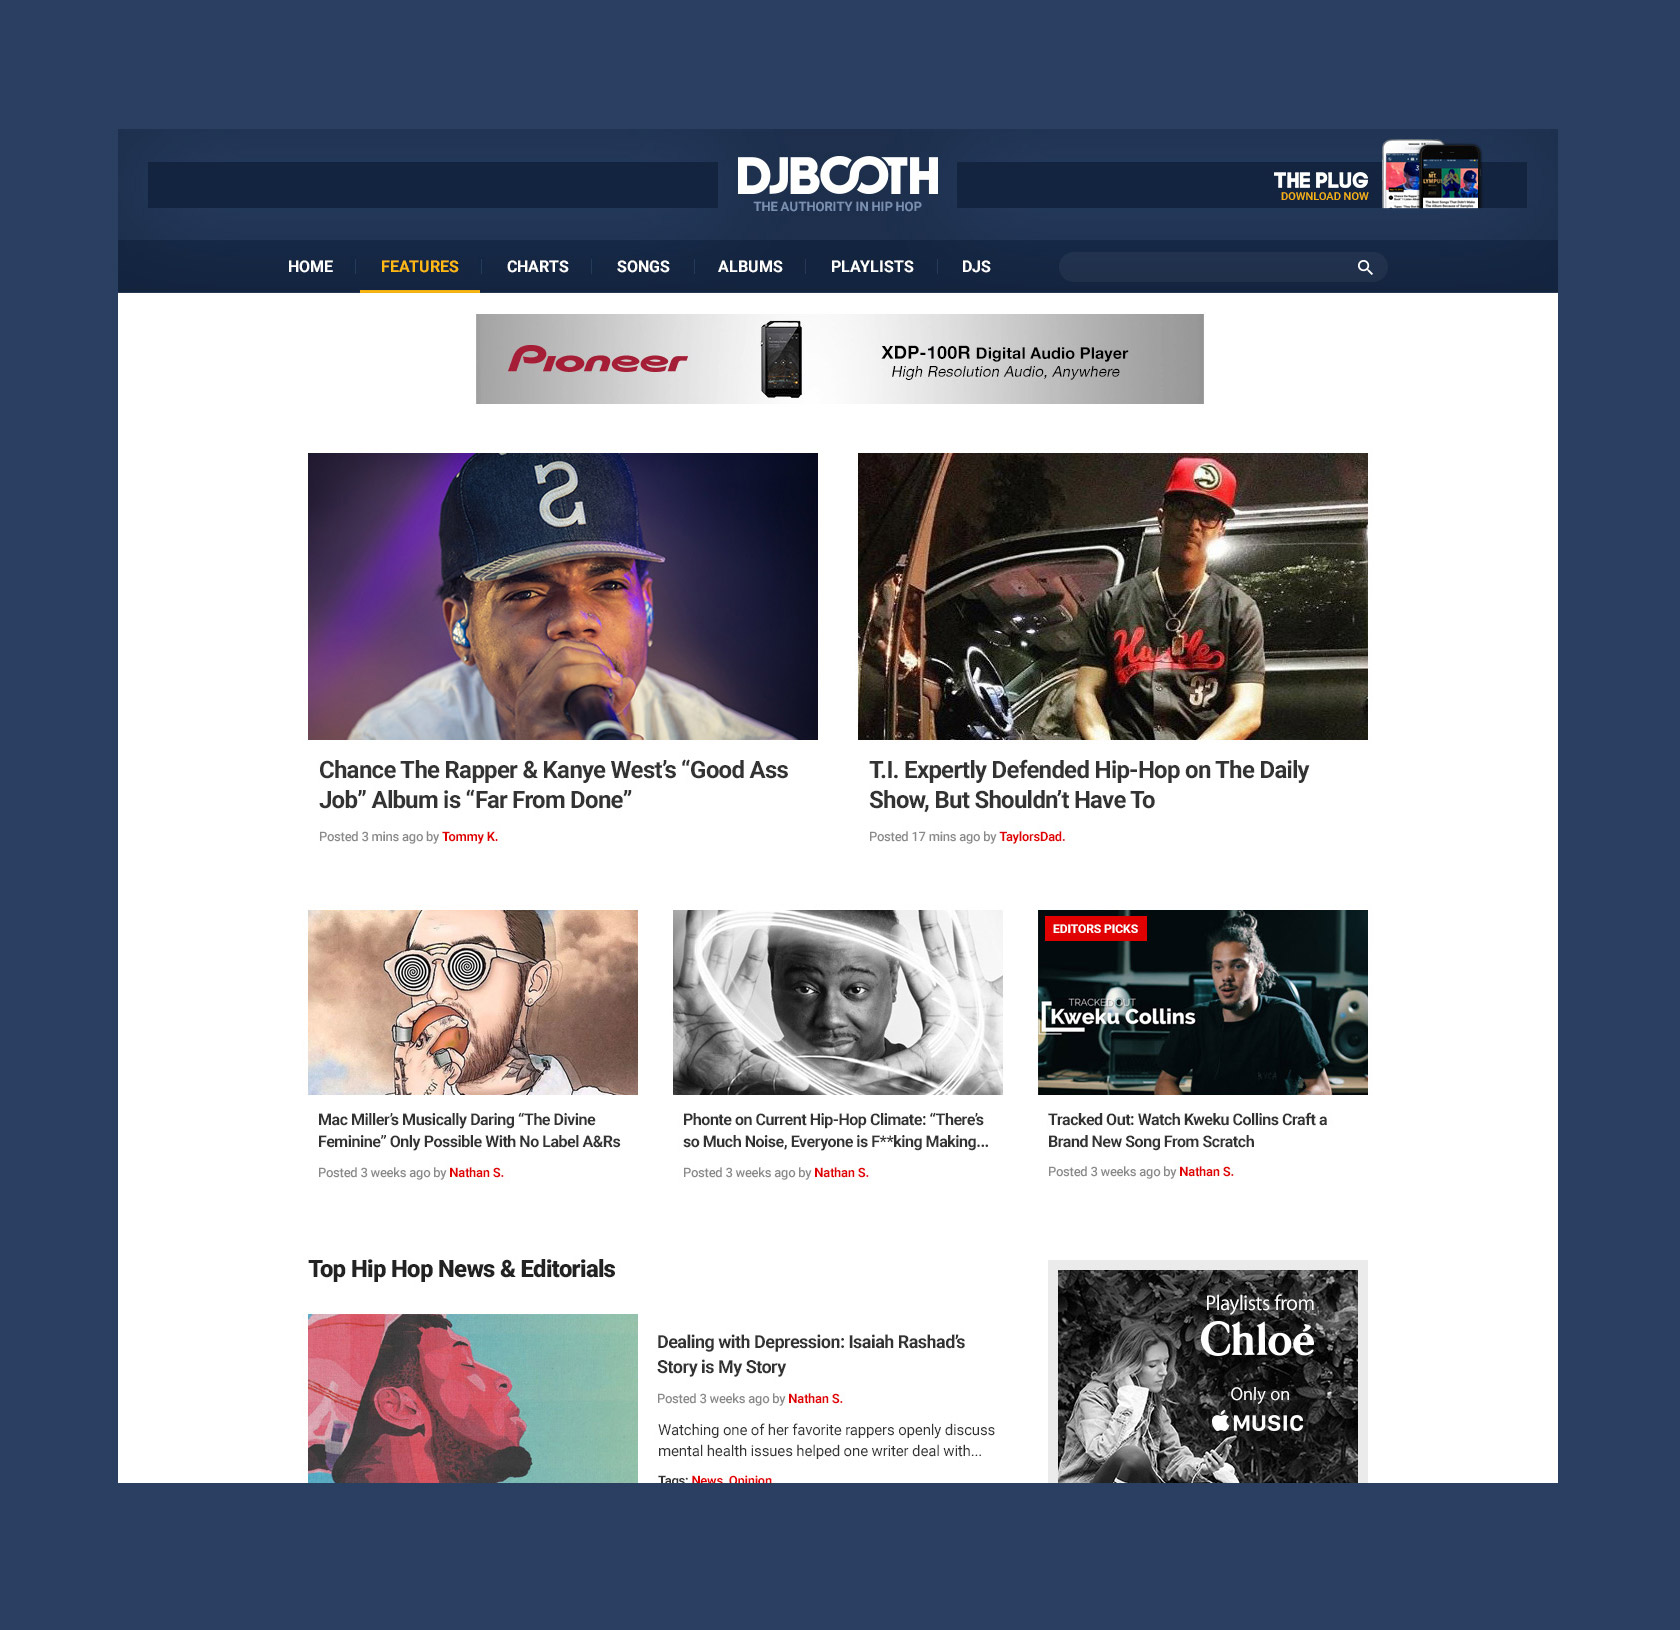 DJBOOTH
THE AUTHORITY IN HIP HOP
THE PLUG
DOWNLOAD NOW
HOME
FEATURES
CHARTS
SONGS
ALBUMS
PLAYLISTS
DJS
Pioneer
XDP-100R Digital Audio Player
High Resolution Audio, Anywhere
Hustle
32
Chance The Rapper & Kanye West’s “Good Ass
Job” Album is “Far From Done”
Posted 3 mins ago by Tommy K.
T.I. Expertly Defended Hip-Hop on The Daily
Show, But Shouldn’t Have To
Posted 17 mins ago by TaylorsDad.
EDITORS PICKS
TRACKED OUT
Kweku Collins
Mac Miller’s Musically Daring “The Divine
Feminine” Only Possible With No Label A&Rs
Posted 3 weeks ago by Nathan S.
Phonte on Current Hip-Hop Climate: “There’s
so Much Noise, Everyone is F**king Making...
Posted 3 weeks ago by Nathan S.
Tracked Out: Watch Kweku Collins Craft a
Brand New Song From Scratch
Posted 3 weeks ago by Nathan S.
Top Hip Hop News & Editorials
Dealing with Depression: Isaiah Rashad’s
Story is My Story
Posted 3 weeks ago by Nathan S.
Watching one of her favorite rappers openly discuss
mental health issues helped one writer deal with...
Tags: News, Opinion
Playlists from
Chloé
Only on
MUSIC